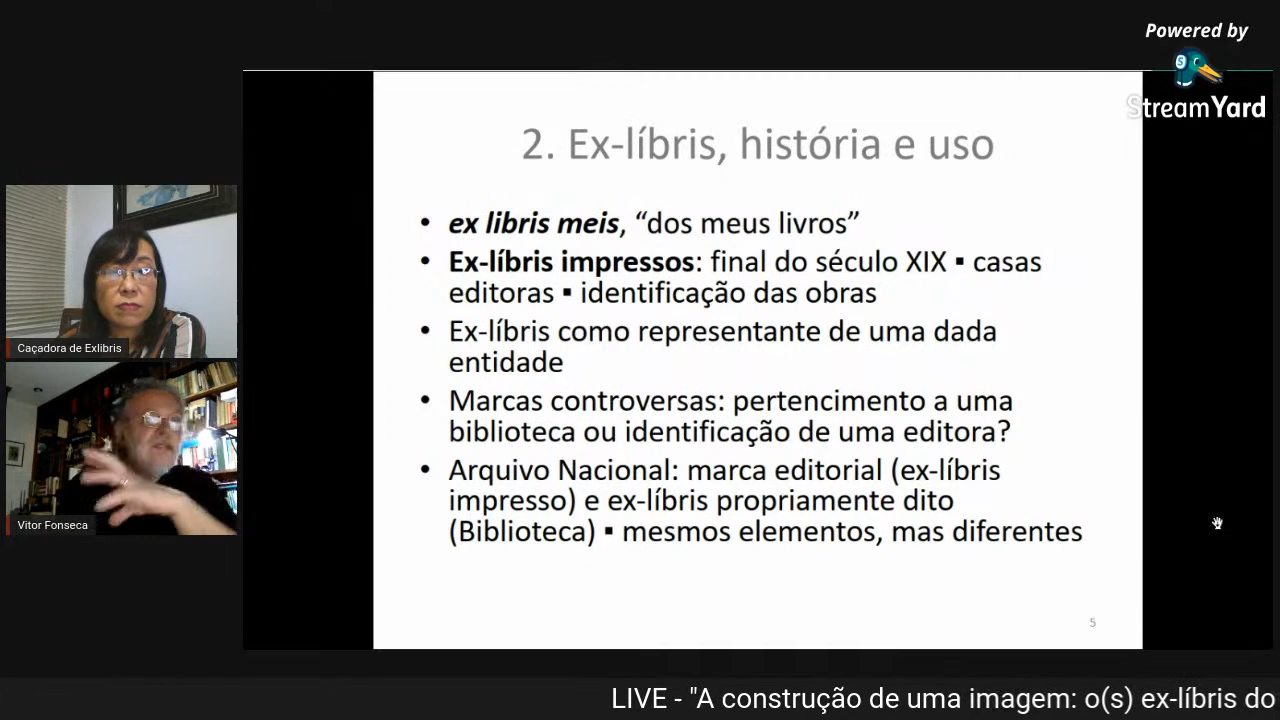 Powered by
StreamYard
2. Ex-líbris, história e uso
• ex libris meis, “dos meus livros”
• Ex-líbris impressos: final do século XIX ▪ casas
editoras ▪ identificação das obras
• Ex-líbris como representante de uma dada
entidade
• Marcas controversas: pertencimento a uma
biblioteca ou identificação de uma editora?
• Arquivo Nacional: marca editorial (ex-líbris
impresso) e ex-líbris propriamente dito
(Biblioteca) ▪ mesmos elementos, mas diferentes
5
Caçadora de Exlibris
Vitor Fonseca
LIVE - "A construção de uma imagem: o(s) ex-líbris do